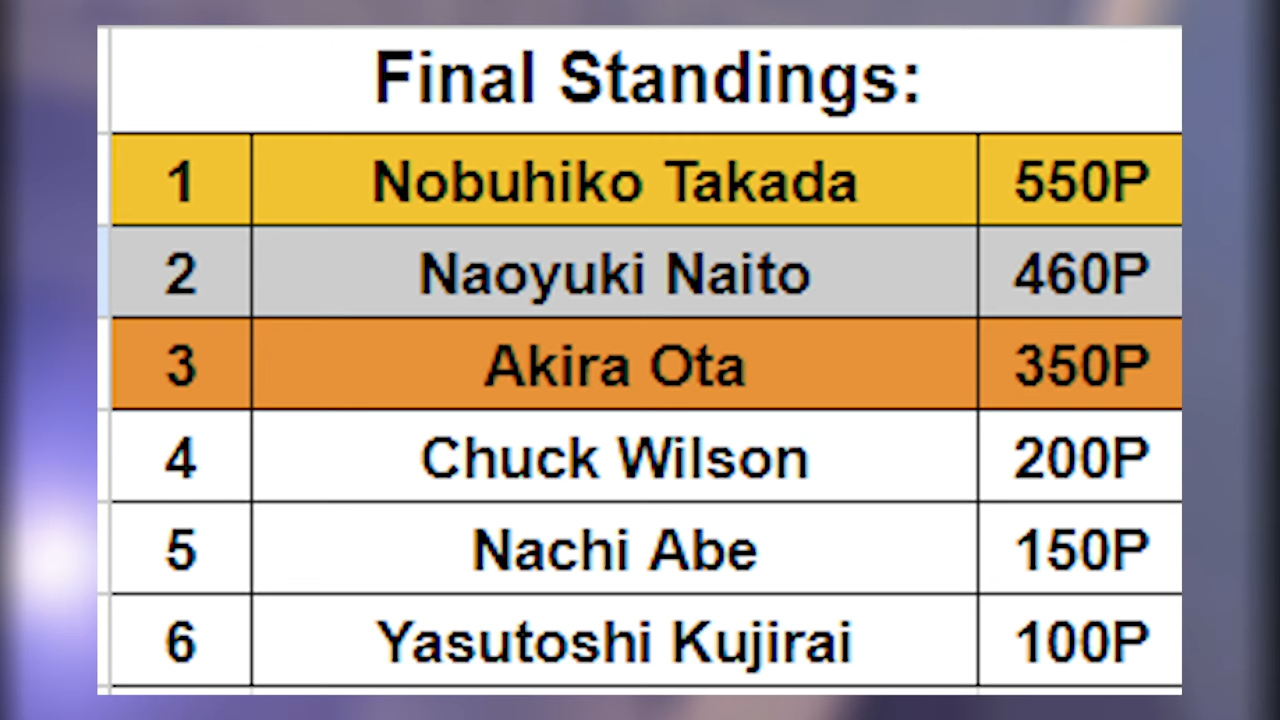 Final Standings:
1 Nobuhiko Takada 550P
2 Naoyuki Naito 460P
3 Akira Ota 350P
4 Chuck Wilson 200P
5 Nachi Abe 150P
6 Yasutoshi Kujirai 100P